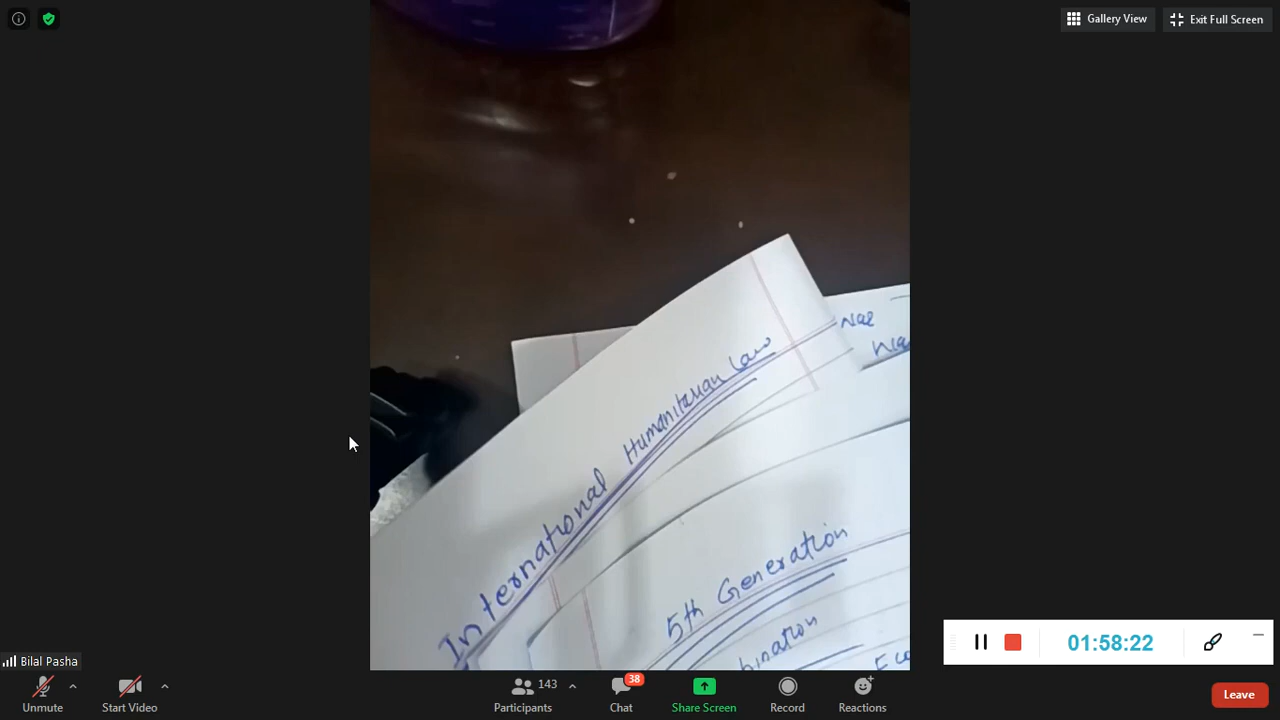 Gallery View
Exit Full Screen
International Humanitarian Law
5th Generation
01:58:22
Bilal Pasha
Unmute
Start Video
143
Participants
38
Chat
Share Screen
Record
Reactions
Leave